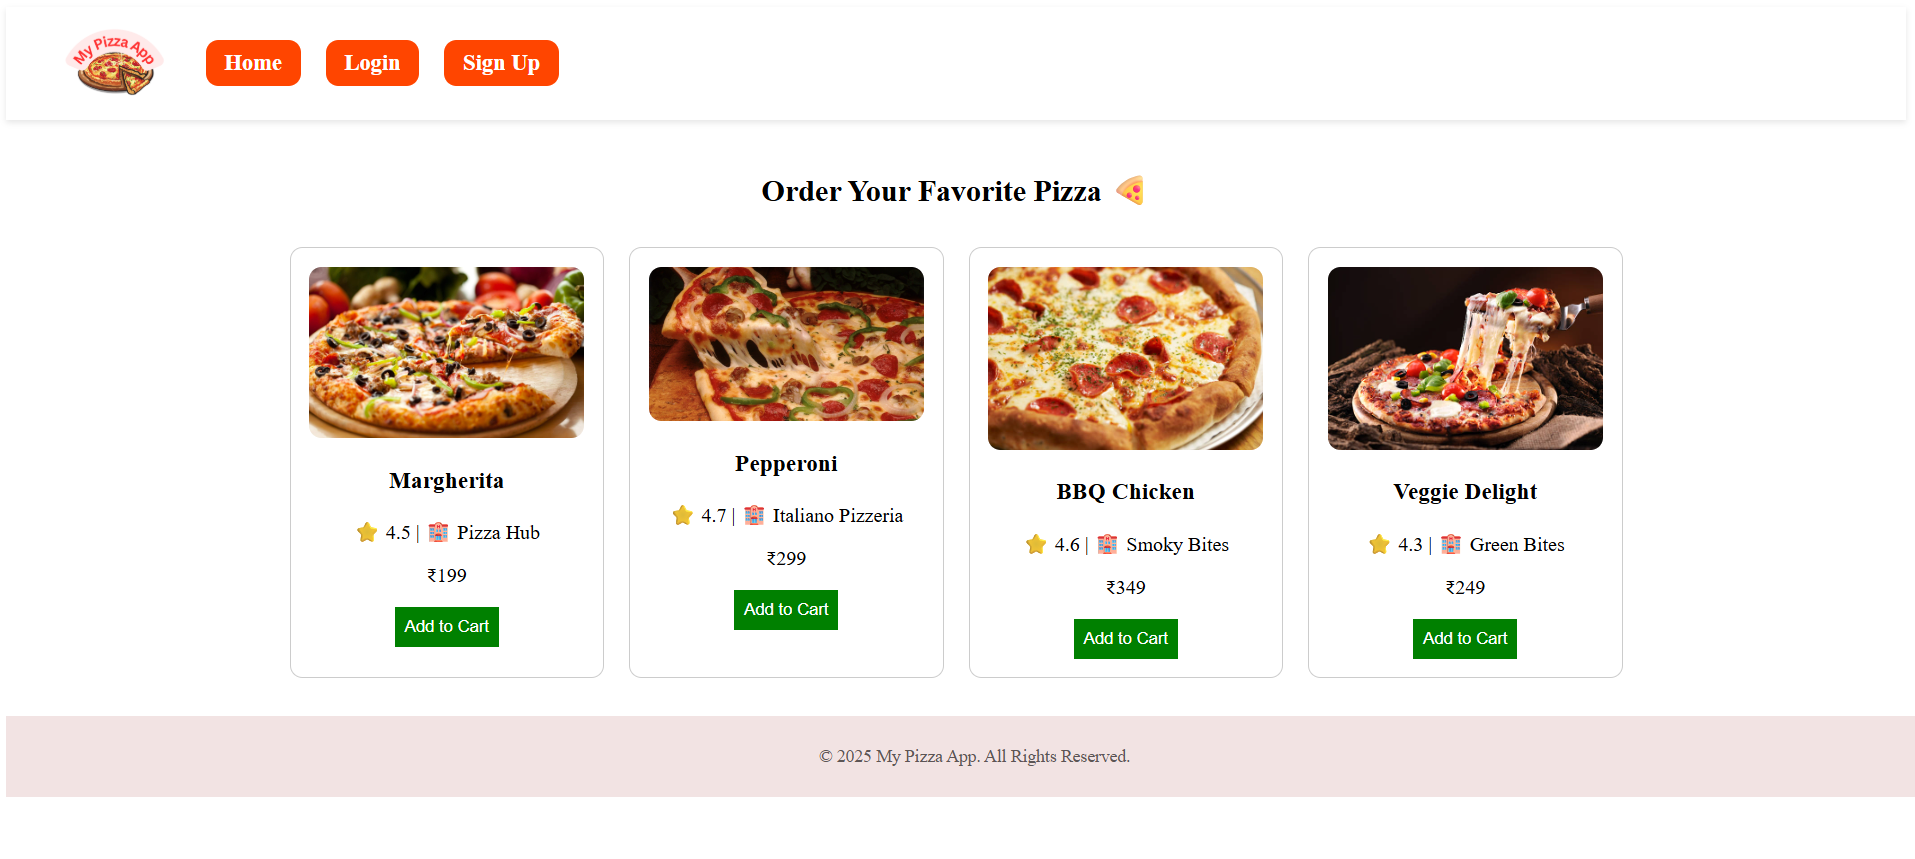 My Pizza App
Home Login Sign Up
Order Your Favorite Pizza 🍕
Margherita
⭐ 4.5 | 🏥 Pizza Hub
₹199
Add to Cart
Pepperoni
⭐ 4.7 | 🏥 Italiano Pizzeria
₹299
Add to Cart
BBQ Chicken
⭐ 4.6 | 🏥 Smoky Bites
₹349
Add to Cart
Veggie Delight
⭐ 4.3 | 🏥 Green Bites
₹249
Add to Cart
© 2025 My Pizza App. All Rights Reserved.